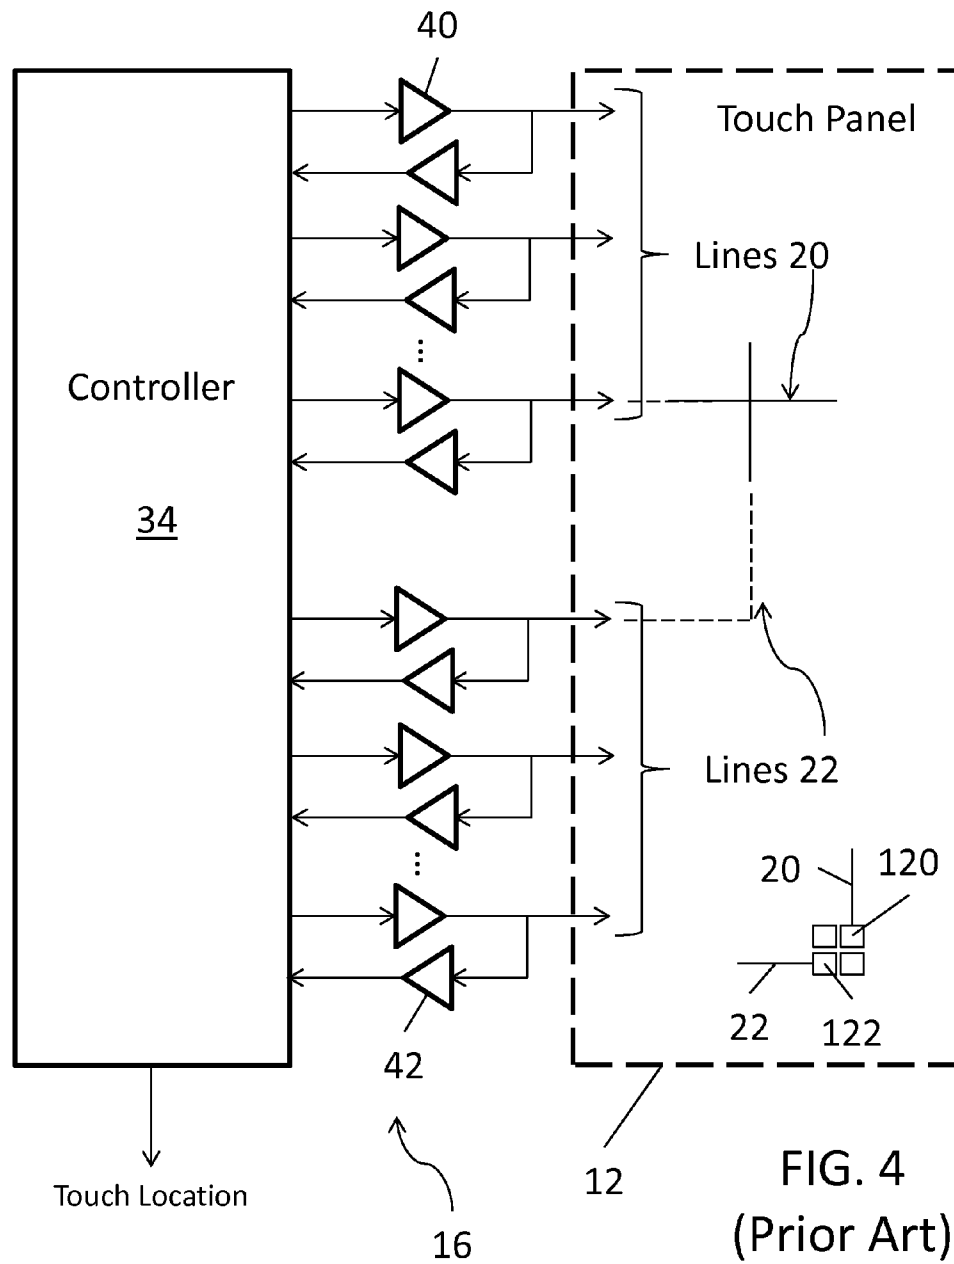 40
Touch Panel
Lines 20
...
Controller
34
Lines 22
...
20
120
22
122
42
12
Touch Location
16
FIG. 4
(Prior Art)